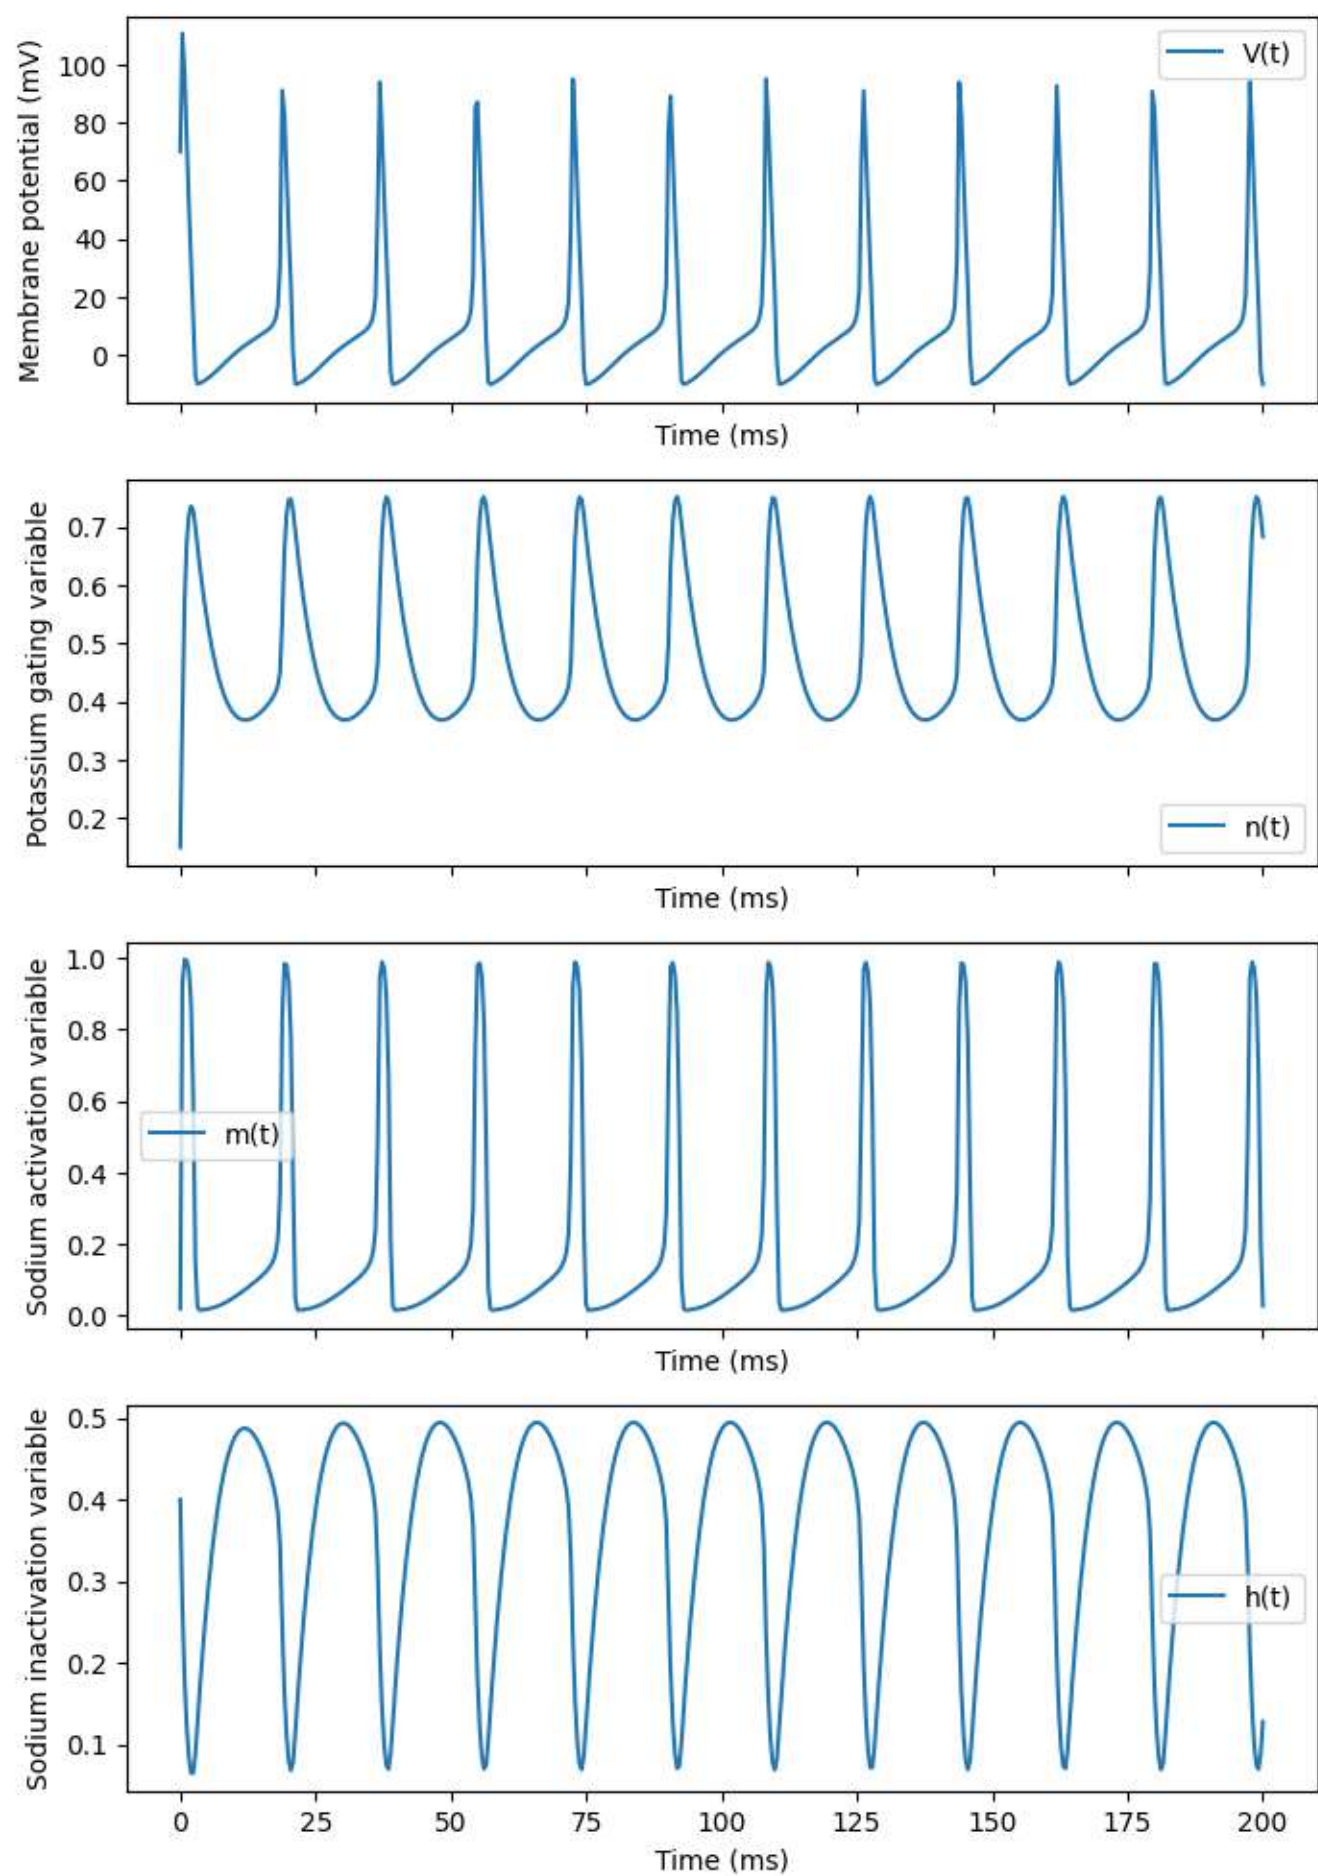 Membrane potential (mV)
100
80
60
40
20
0
V(t)
Time (ms)
Potassium gating variable
0.7
0.6
0.5
0.4
0.3
0.2
n(t)
Time (ms)
Sodium activation variable
1.0
0.8
0.6
0.4
0.2
0.0
m(t)
Time (ms)
Sodium inactivation variable
0.5
0.4
0.3
0.2
0.1
h(t)
0 25 50 75 100 125 150 175 200
Time (ms)